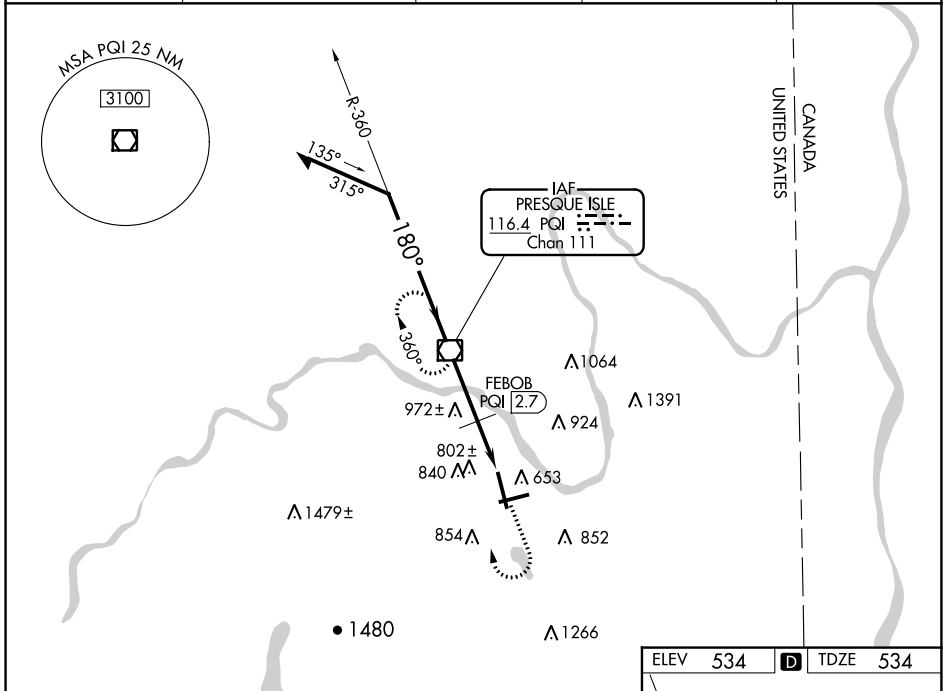 MSA PQI 25 NM
3100
R-360
135°
315°
180°
360°
IAF
PRESQUE ISLE
116.4 PQI
Chan 111
CANADA
UNITED STATES
1064
FEBOB
PQI 2.7
1391
972±
924
802±
840
653
1479±
854
852
1480
1266
ELEV 534 D TDZE 534